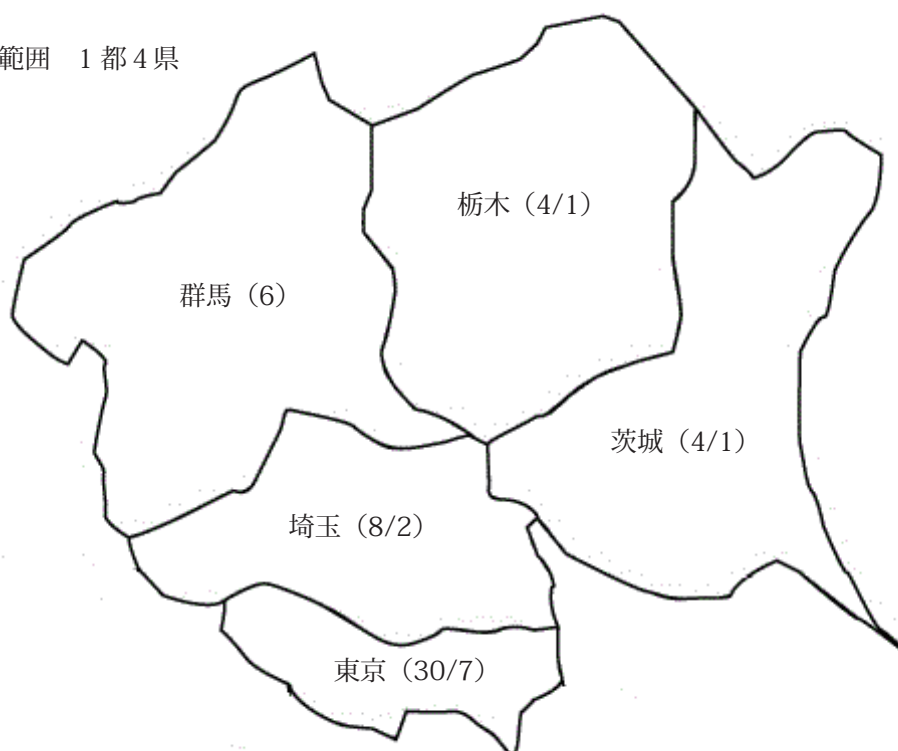 範囲　1都4県
栃木（4/1）
群馬（6）
茨城（4/1）
埼玉（8/2）
東京（30/7）